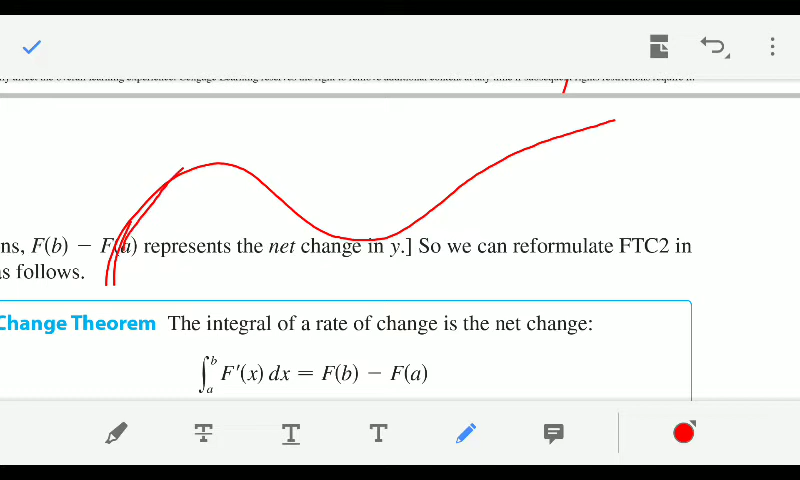 ns, F(b) − F(a) represents the net change in y.] So we can reformulate FTC2 in
as follows.
Change Theorem The integral of a rate of change is the net change:
∫ₐᵇ F′(x) dx = F(b) − F(a)